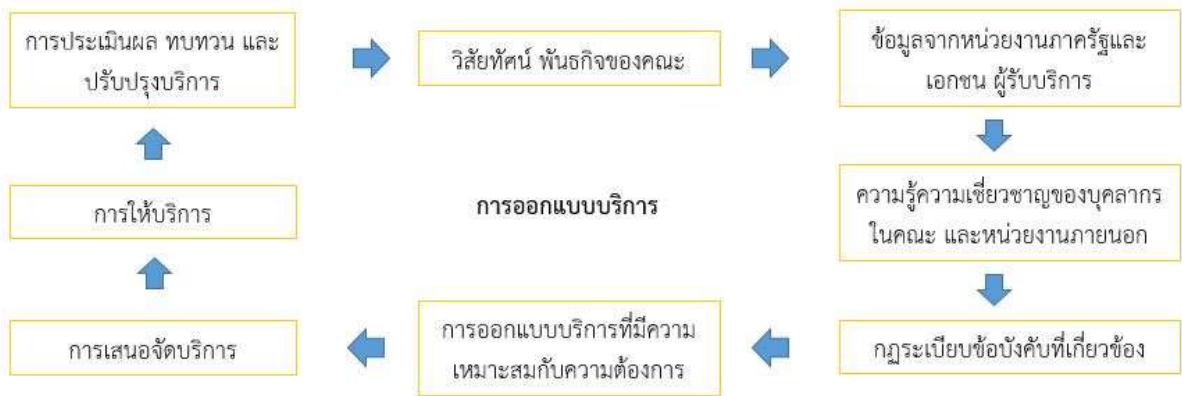 การประเมินผล ทบทวน และ
ปรับปรุงบริการ
วิสัยทัศน์ พันธกิจของคณะ
ข้อมูลจากหน่วยงานภาครัฐและ
เอกชน ผู้รับบริการ
ความรู้ความเชี่ยวชาญของบุคลากร
ในคณะ และหน่วยงานภายนอก
การให้บริการ
การออกแบบบริการ
การเสนอจัดบริการ
การออกแบบบริการที่มีความ
เหมาะสมกับความต้องการ
กฎระเบียบข้อบังคับที่เกี่ยวข้อง